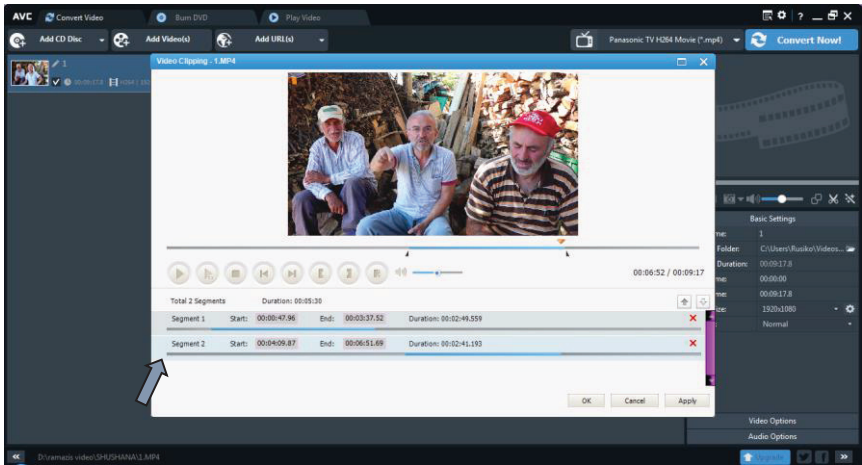 AVC Convert Video Burn DVD Play Video ?
Add CD Disc Add Video(s) Add URL(s) Panasonic TV H264 Movie (*.mp4) Convert Now!
1
00:09:17.8
Video Clipping - 1.MP4
00:06:52 / 00:09:17
Total 2 Segments Duration: 00:05:30
Segment 1 Start: 00:00:47.96 End: 00:03:37.52 Duration: 00:02:49.559
Segment 2 Start: 00:04:09.87 End: 00:06:51.69 Duration: 00:02:41.193
OK Cancel Apply
Basic Settings
1
Folder: C:\Users\Rusiko\Videos...
Duration: 00:09:17.8
00:00:00
00:09:17.8
1920x1080
Normal
Video Options
Audio Options
D:\ramazis video\SHUSHANA\1.MP4 Upgrade